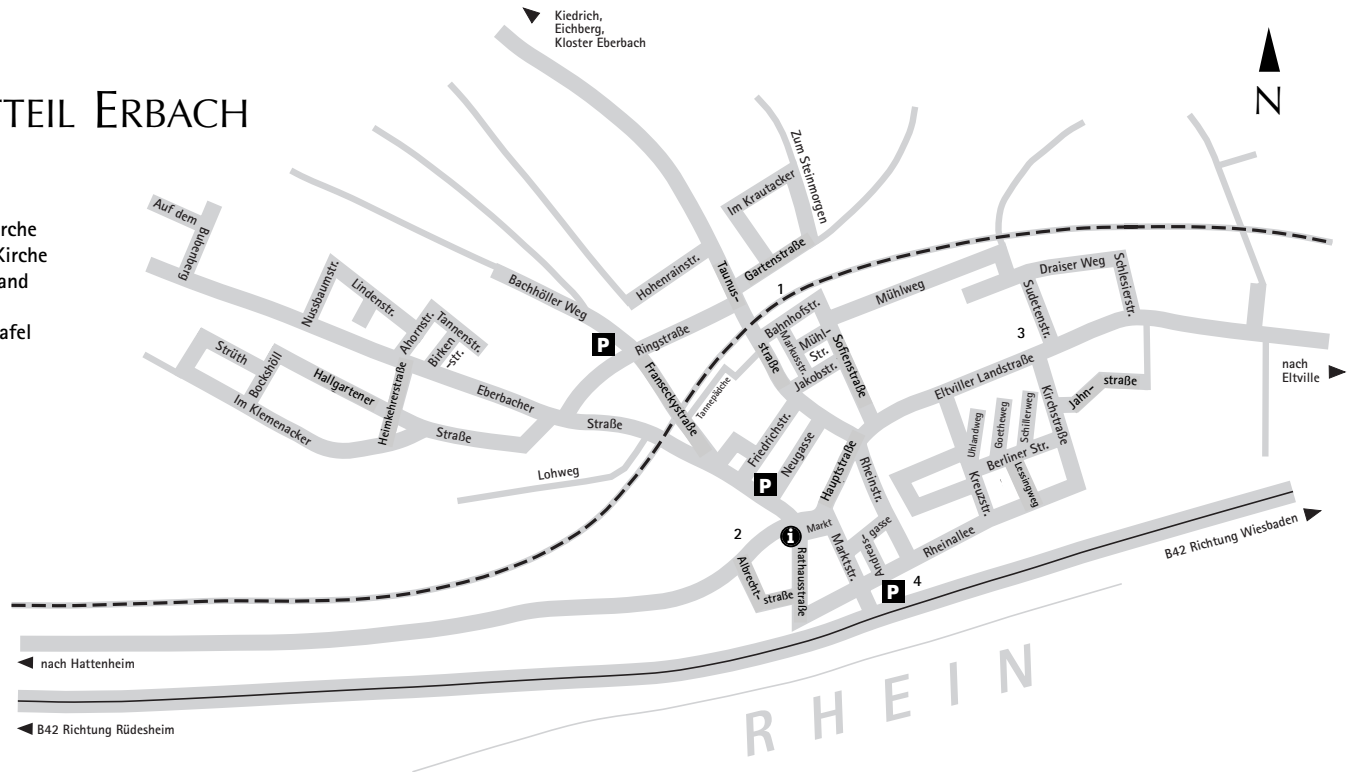 TTEIL ERBACH
rche
Kirche
and
afel
Kiedrich,
Eichberg,
Kloster Eberbach
N
Auf dem
Bubenberg
Nussbaumstr.
Lindenstr.
Ahornstr.
Tannenstr.
Birken
-str.
Strüth
Bockshöll
Hallgartener
Straße
Im Klemenacker
Heimkehrerstraße
Eberbacher
Straße
Lohweg
Bachhöller Weg
Hohenrainstr.
P
Ringstraße
Franseckystraße
Tannepädche
Taunus-
straße
Im Krautacker
Zum Steinmorgen
Gartenstraße
1
Bahnhofstr.
Markusstr.
Mühl-
Str.
Jakobstr.
Sofienstraße
Mühlweg
Draiser Weg
Schlesierstr.
Sudetenstr.
3
Eltviller Landstraße
nach
Eltville
Jahn-
straße
Kirchstraße
Uhlandweg
Goetheweg
Schillerweg
Berliner Str.
Kreuzstr.
Lessingweg
Friedrichstr.
Neugasse
Hauptstraße
Rheinstr.
P
2
i
Markt
Marktstr.
Andreas-
gasse
Rheinallee
Albrecht-
straße
Rathausstraße
P
4
B42 Richtung Wiesbaden
nach Hattenheim
B42 Richtung Rüdesheim
RHEIN